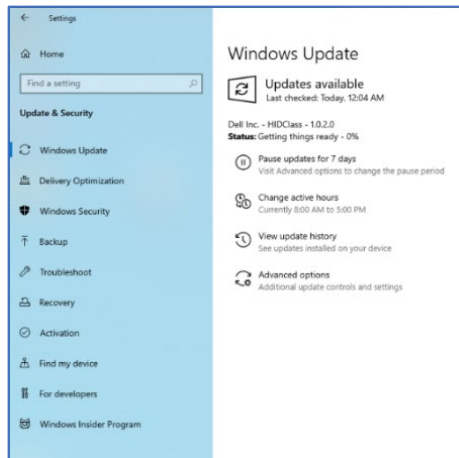 Settings
Home
Find a setting
Update & Security
Windows Update
Delivery Optimization
Windows Security
Backup
Troubleshoot
Recovery
Activation
Find my device
For developers
Windows Insider Program
Windows Update
Updates available
Last checked: Today, 12:04 AM
Dell Inc. - HIDClass - 1.0.2.0
Status: Getting things ready - 0%
Pause updates for 7 days
Visit Advanced options to change the pause period
Change active hours
Currently 8:00 AM to 5:00 PM
View update history
See updates installed on your device
Advanced options
Additional update controls and settings